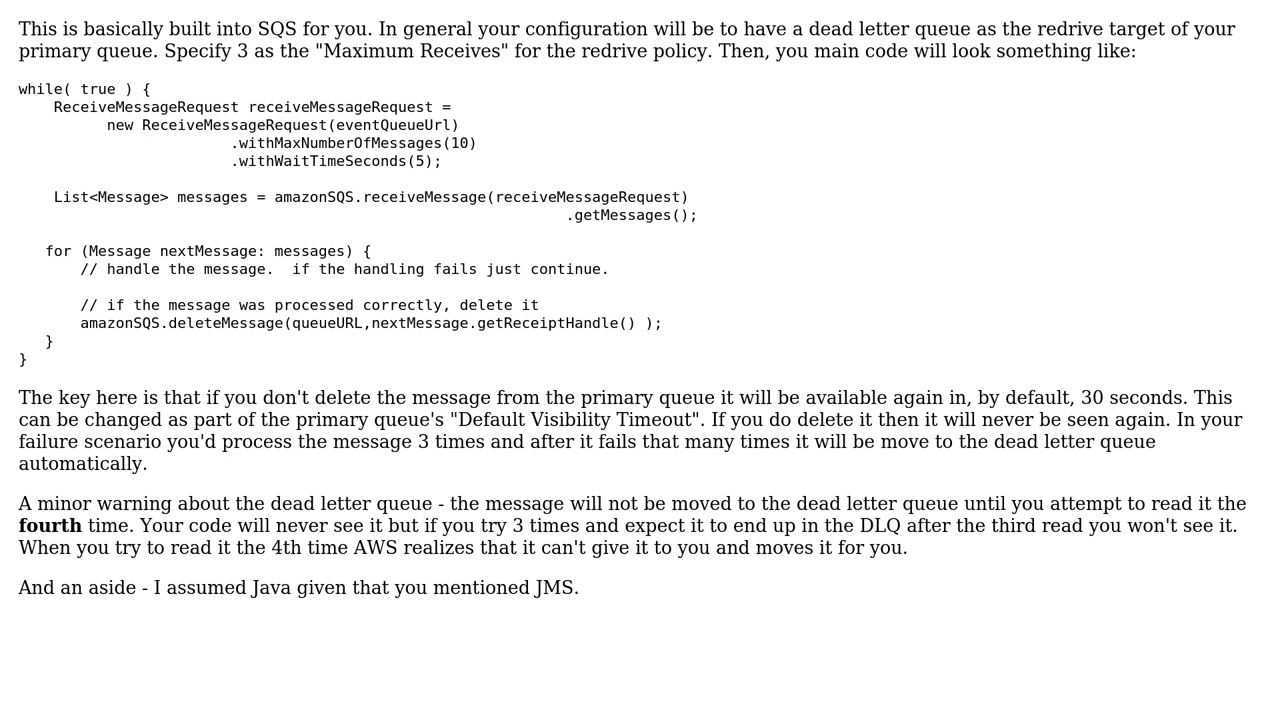 This is basically built into SQS for you. In general your configuration will be to have a dead letter queue as the redrive target of your
primary queue. Specify 3 as the "Maximum Receives" for the redrive policy. Then, you main code will look something like:
while( true ) {
    ReceiveMessageRequest receiveMessageRequest =
          new ReceiveMessageRequest(eventQueueUrl)
                        .withMaxNumberOfMessages(10)
                        .withWaitTimeSeconds(5);
    List<Message> messages = amazonSQS.receiveMessage(receiveMessageRequest)
                                                              .getMessages();
   for (Message nextMessage: messages) {
       // handle the message.  if the handling fails just continue.
       // if the message was processed correctly, delete it
       amazonSQS.deleteMessage(queueURL,nextMessage.getReceiptHandle() );
   }
}
The key here is that if you don't delete the message from the primary queue it will be available again in, by default, 30 seconds. This
can be changed as part of the primary queue's "Default Visibility Timeout". If you do delete it then it will never be seen again. In your
failure scenario you'd process the message 3 times and after it fails that many times it will be move to the dead letter queue
automatically.
A minor warning about the dead letter queue - the message will not be moved to the dead letter queue until you attempt to read it the
fourth time. Your code will never see it but if you try 3 times and expect it to end up in the DLQ after the third read you won't see it.
When you try to read it the 4th time AWS realizes that it can't give it to you and moves it for you.
And an aside - I assumed Java given that you mentioned JMS.